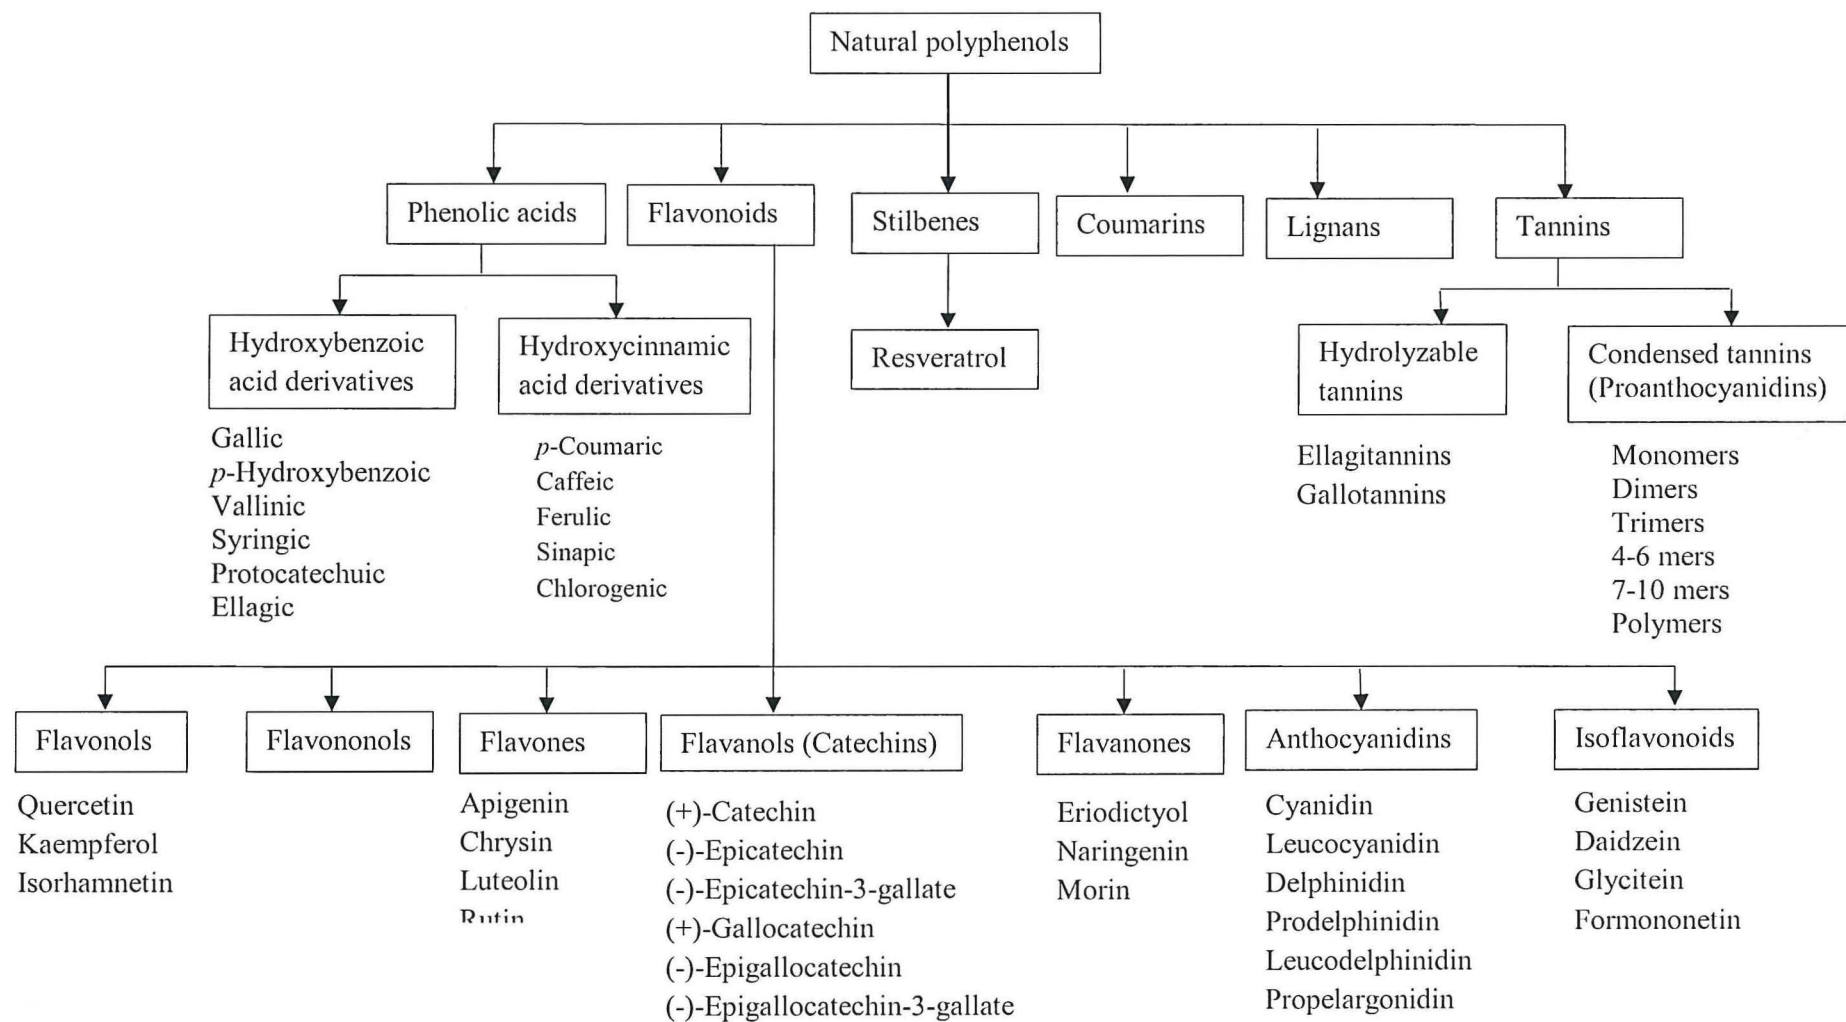 Natural polyphenols
Phenolic acids
Flavonoids
Stilbenes
Coumarins
Lignans
Tannins
Hydroxybenzoic
acid derivatives
Hydroxycinnamic
acid derivatives
Resveratrol
Hydrolyzable
tannins
Condensed tannins
(Proanthocyanidins)
Gallic
p-Hydroxybenzoic
Vallinic
Syringic
Protocatechuic
Ellagic
p-Coumaric
Caffeic
Ferulic
Sinapic
Chlorogenic
Ellagitannins
Gallotannins
Monomers
Dimers
Trimers
4-6 mers
7-10 mers
Polymers
Flavonols
Flavononols
Flavones
Flavanols (Catechins)
Flavanones
Anthocyanidins
Isoflavonoids
Quercetin
Kaempferol
Isorhamnetin
Apigenin
Chrysin
Luteolin
Rutin
(+)-Catechin
(-)-Epicatechin
(-)-Epicatechin-3-gallate
(+)-Gallocatechin
(-)-Epigallocatechin
(-)-Epigallocatechin-3-gallate
Eriodictyol
Naringenin
Morin
Cyanidin
Leucocyanidin
Delphinidin
Prodelphinidin
Leucodelphinidin
Propelargonidin
Genistein
Daidzein
Glycitein
Formononetin